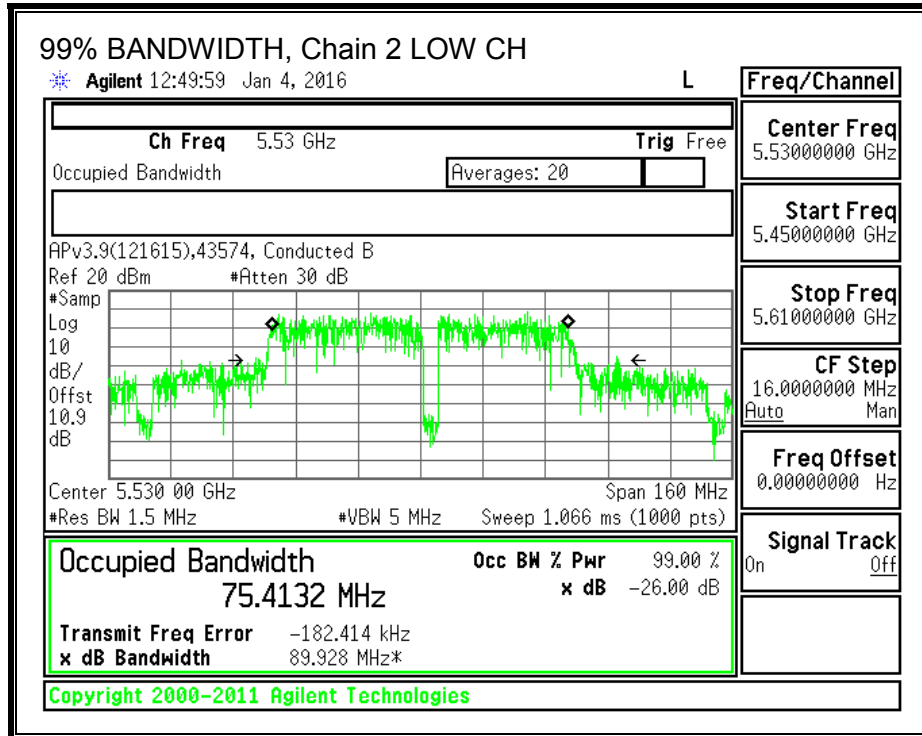 99% BANDWIDTH, Chain 2 LOW CH
Agilent 12:49:59 Jan 4, 2016 L
Ch Freq 5.53 GHz Trig Free
Occupied Bandwidth Averages: 20
APv3.9(121615),43574, Conducted B
Ref 20 dBm #Atten 30 dB
#Samp
Log
10
dB/
Offst
10.9
dB
Center 5.530 00 GHz Span 160 MHz
#Res BW 1.5 MHz #VBW 5 MHz Sweep 1.066 ms (1000 pts)
Occupied Bandwidth Occ BW % Pwr 99.00 %
75.4132 MHz x dB -26.00 dB
Transmit Freq Error -182.414 kHz
x dB Bandwidth 89.928 MHz*
Copyright 2000-2011 Agilent Technologies
Freq/Channel
Center Freq
5.53000000 GHz
Start Freq
5.45000000 GHz
Stop Freq
5.61000000 GHz
CF Step
16.0000000 MHz
Auto Man
Freq Offset
0.00000000 Hz
Signal Track
On Off